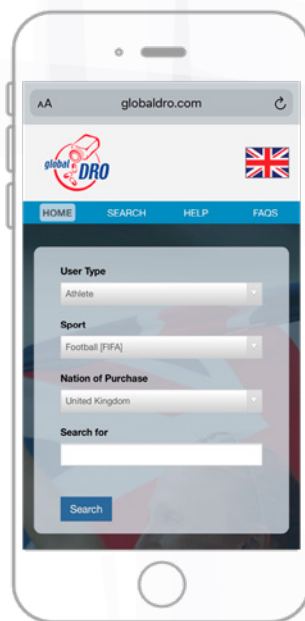 AA globaldro.com
global DRO
HOME SEARCH HELP FAQS
User Type
Athlete
Sport
Football [FIFA]
Nation of Purchase
United Kingdom
Search for
Search